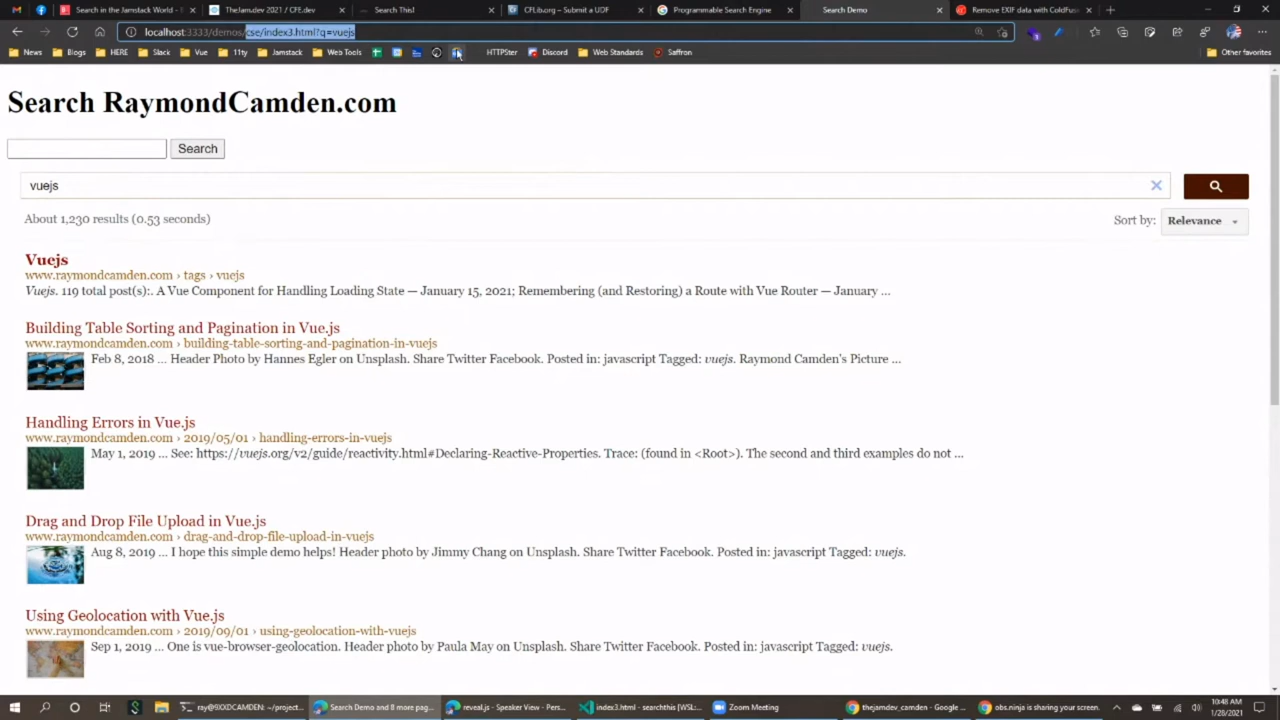 Search in the Jamstack World - S
TheJam.dev 2021 / CFE.dev
Search This!
CFLib.org – Submit a UDF
Programmable Search Engine
Search Demo
Remove EXIF data with ColdFusi
localhost:3333/demos/cse/index3.html?q=vuejs
News
Blogs
HERE
Slack
Vue
11ty
Jamstack
Web Tools
HTTPSter
Discord
Web Standards
Saffron
Other favorites
Search RaymondCamden.com
Search
vuejs
About 1,230 results (0.53 seconds)
Sort by: Relevance
Vuejs
www.raymondcamden.com › tags › vuejs
Vuejs. 119 total post(s):. A Vue Component for Handling Loading State — January 15, 2021; Remembering (and Restoring) a Route with Vue Router — January ...
Building Table Sorting and Pagination in Vue.js
www.raymondcamden.com › building-table-sorting-and-pagination-in-vuejs
Feb 8, 2018 ... Header Photo by Hannes Egler on Unsplash. Share Twitter Facebook. Posted in: javascript Tagged: vuejs. Raymond Camden's Picture ...
Handling Errors in Vue.js
www.raymondcamden.com › 2019/05/01 › handling-errors-in-vuejs
May 1, 2019 ... See: https://vuejs.org/v2/guide/reactivity.html#Declaring-Reactive-Properties. Trace: (found in <Root>). The second and third examples do not ...
Drag and Drop File Upload in Vue.js
www.raymondcamden.com › drag-and-drop-file-upload-in-vuejs
Aug 8, 2019 ... I hope this simple demo helps! Header photo by Jimmy Chang on Unsplash. Share Twitter Facebook. Posted in: javascript Tagged: vuejs.
Using Geolocation with Vue.js
www.raymondcamden.com › 2019/09/01 › using-geolocation-with-vuejs
Sep 1, 2019 ... One is vue-browser-geolocation. Header photo by Paula May on Unsplash. Share Twitter Facebook. Posted in: javascript Tagged: vuejs.
ray@9XXDCAMDEN: ~/project...
Search Demo and 8 more pag...
reveal.js - Speaker View - Pers...
index3.html - searchthis [WSL:...
Zoom Meeting
thejamdev_camden - Google ...
obs.ninja is sharing your screen.
10:48 AM
1/28/2021